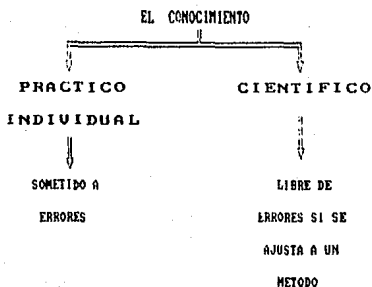 EL CONOCIMIENTO
PRACTICO
INDIVIDUAL
CIENTIFICO
SOMETIDO A
ERRORES
LIBRE DE
ERRORES SI SE
AJUSTA A UN
METODO